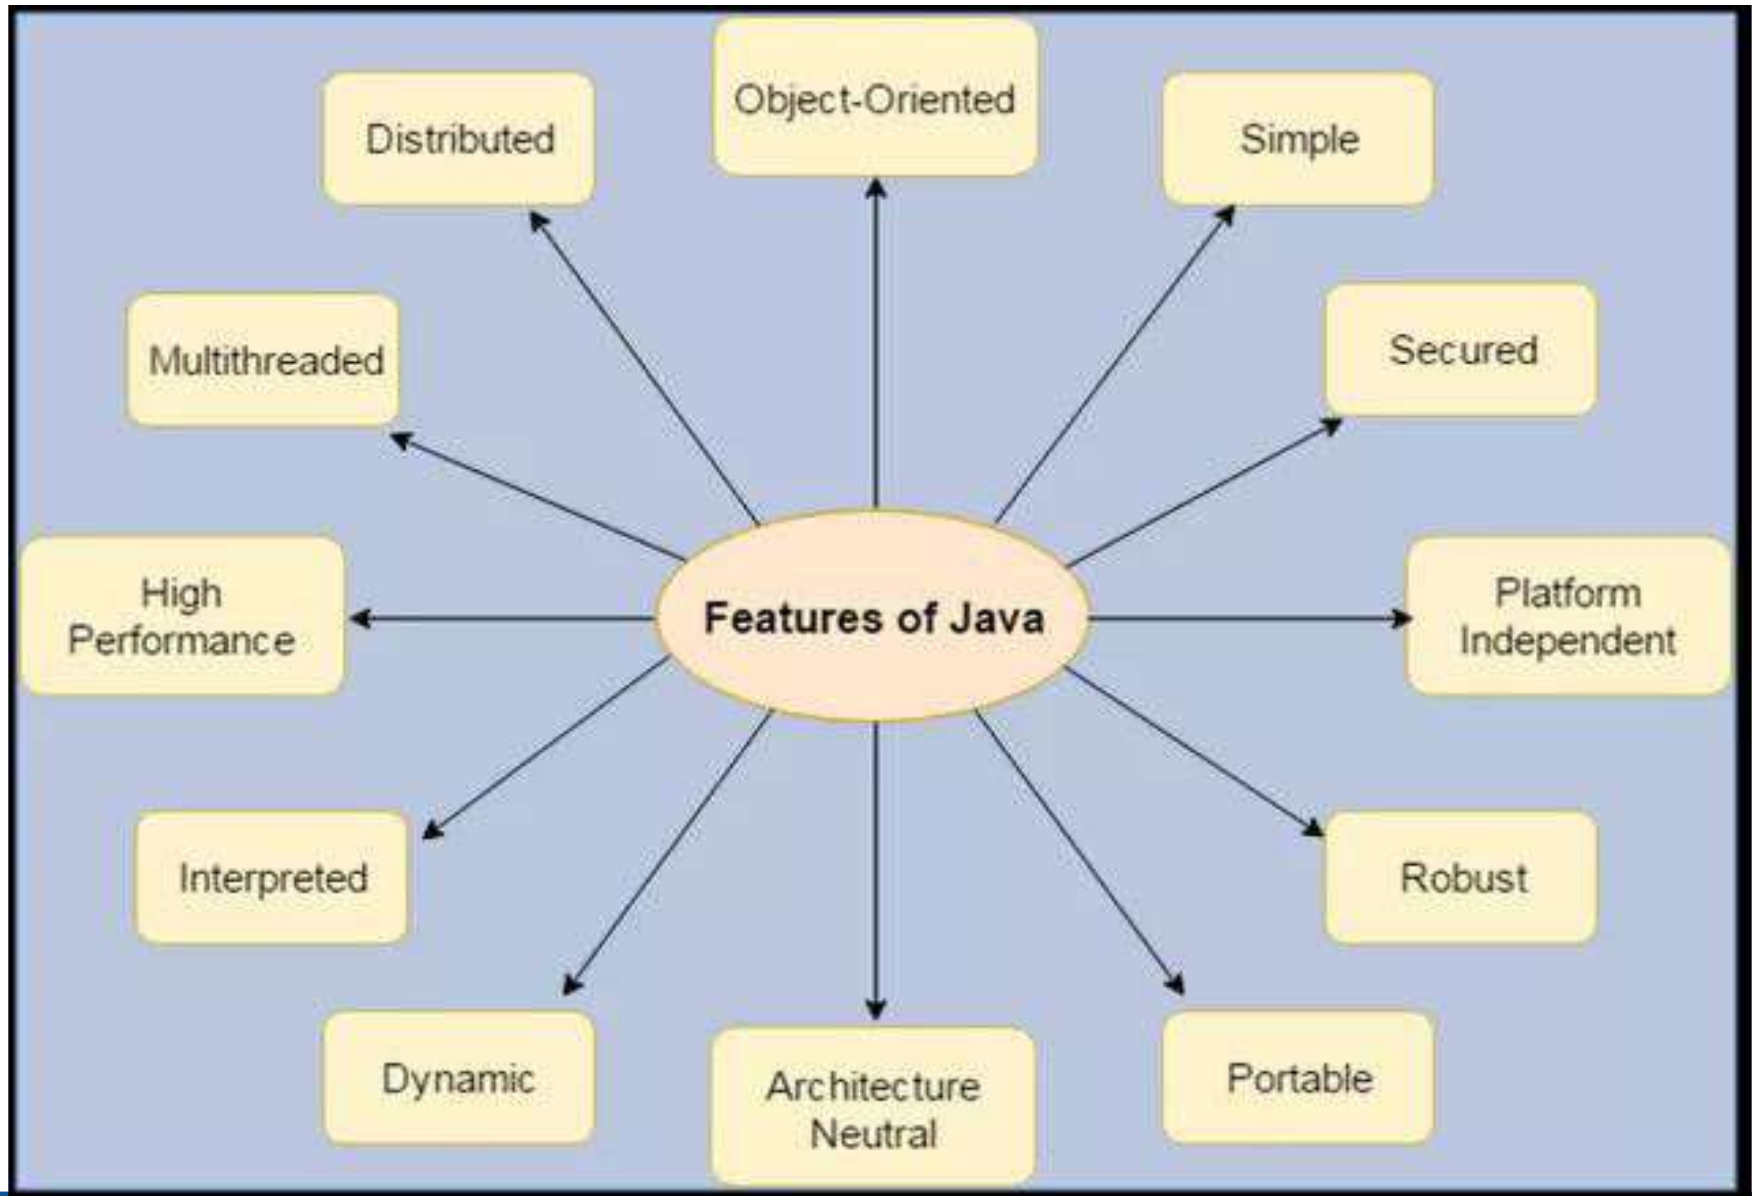 Object-Oriented
Distributed
Simple
Multithreaded
Secured
High
Performance
Features of Java
Platform
Independent
Interpreted
Robust
Dynamic
Architecture
Neutral
Portable